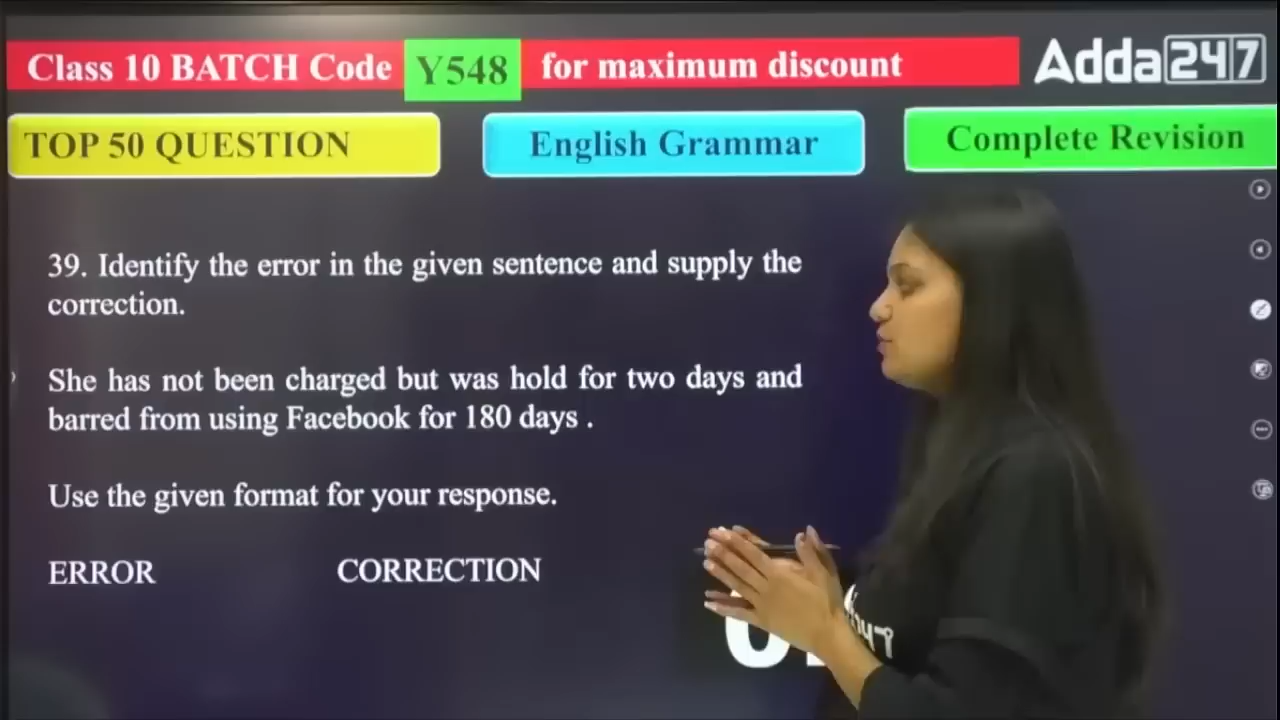 Class 10 BATCH Code Y548 for maximum discount
Adda247
TOP 50 QUESTION
English Grammar
Complete Revision
39. Identify the error in the given sentence and supply the
correction.
She has not been charged but was hold for two days and
barred from using Facebook for 180 days .
Use the given format for your response.
ERROR CORRECTION